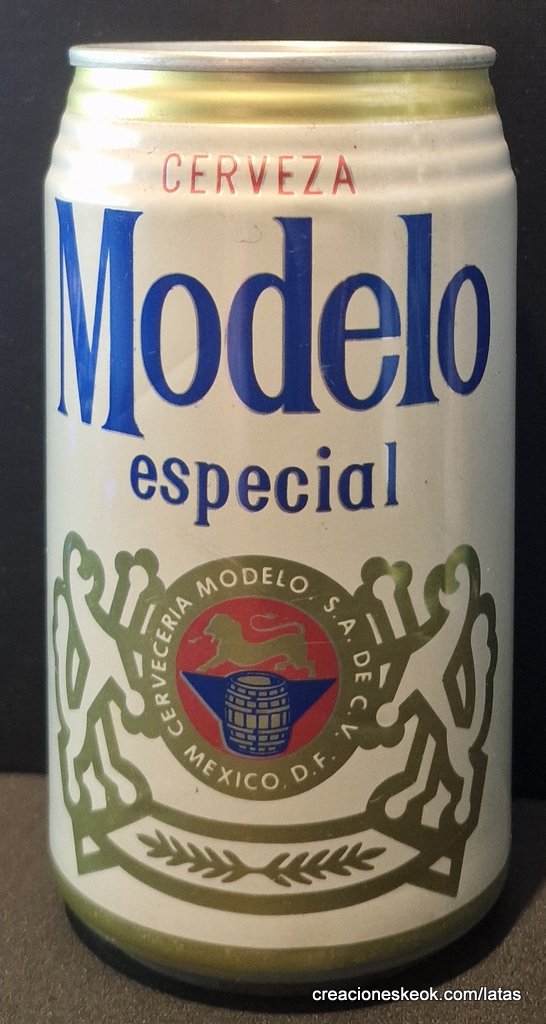 CERVEZA
Modelo
especial
CERVECERIA MODELO, S.A. DE C.V.
MEXICO, D.F.
creacioneskeok.com/latas